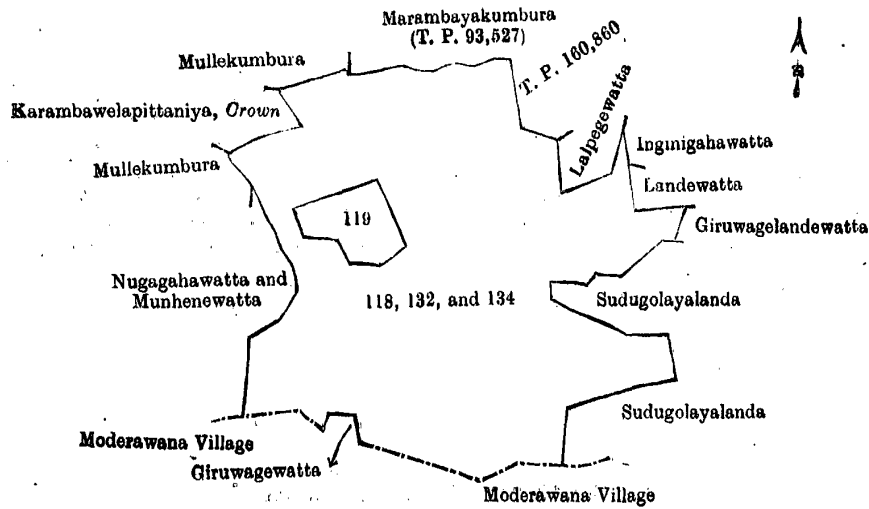 Marambayakumbura
(T. P. 93,527)
T. P. 160,860
Mullekumbura
Lalpegewatta
Karambawelapittaniya, Crown
Inginigahawatta
Mullekumbura
Landewatta
119
Giruwagelandewatta
Nugagahawatta and
Munhenewatta
118, 132, and 134
Sudugolayalanda
Sudugolayalanda
Moderawana Village
Giruwagewatta
Moderawana Village